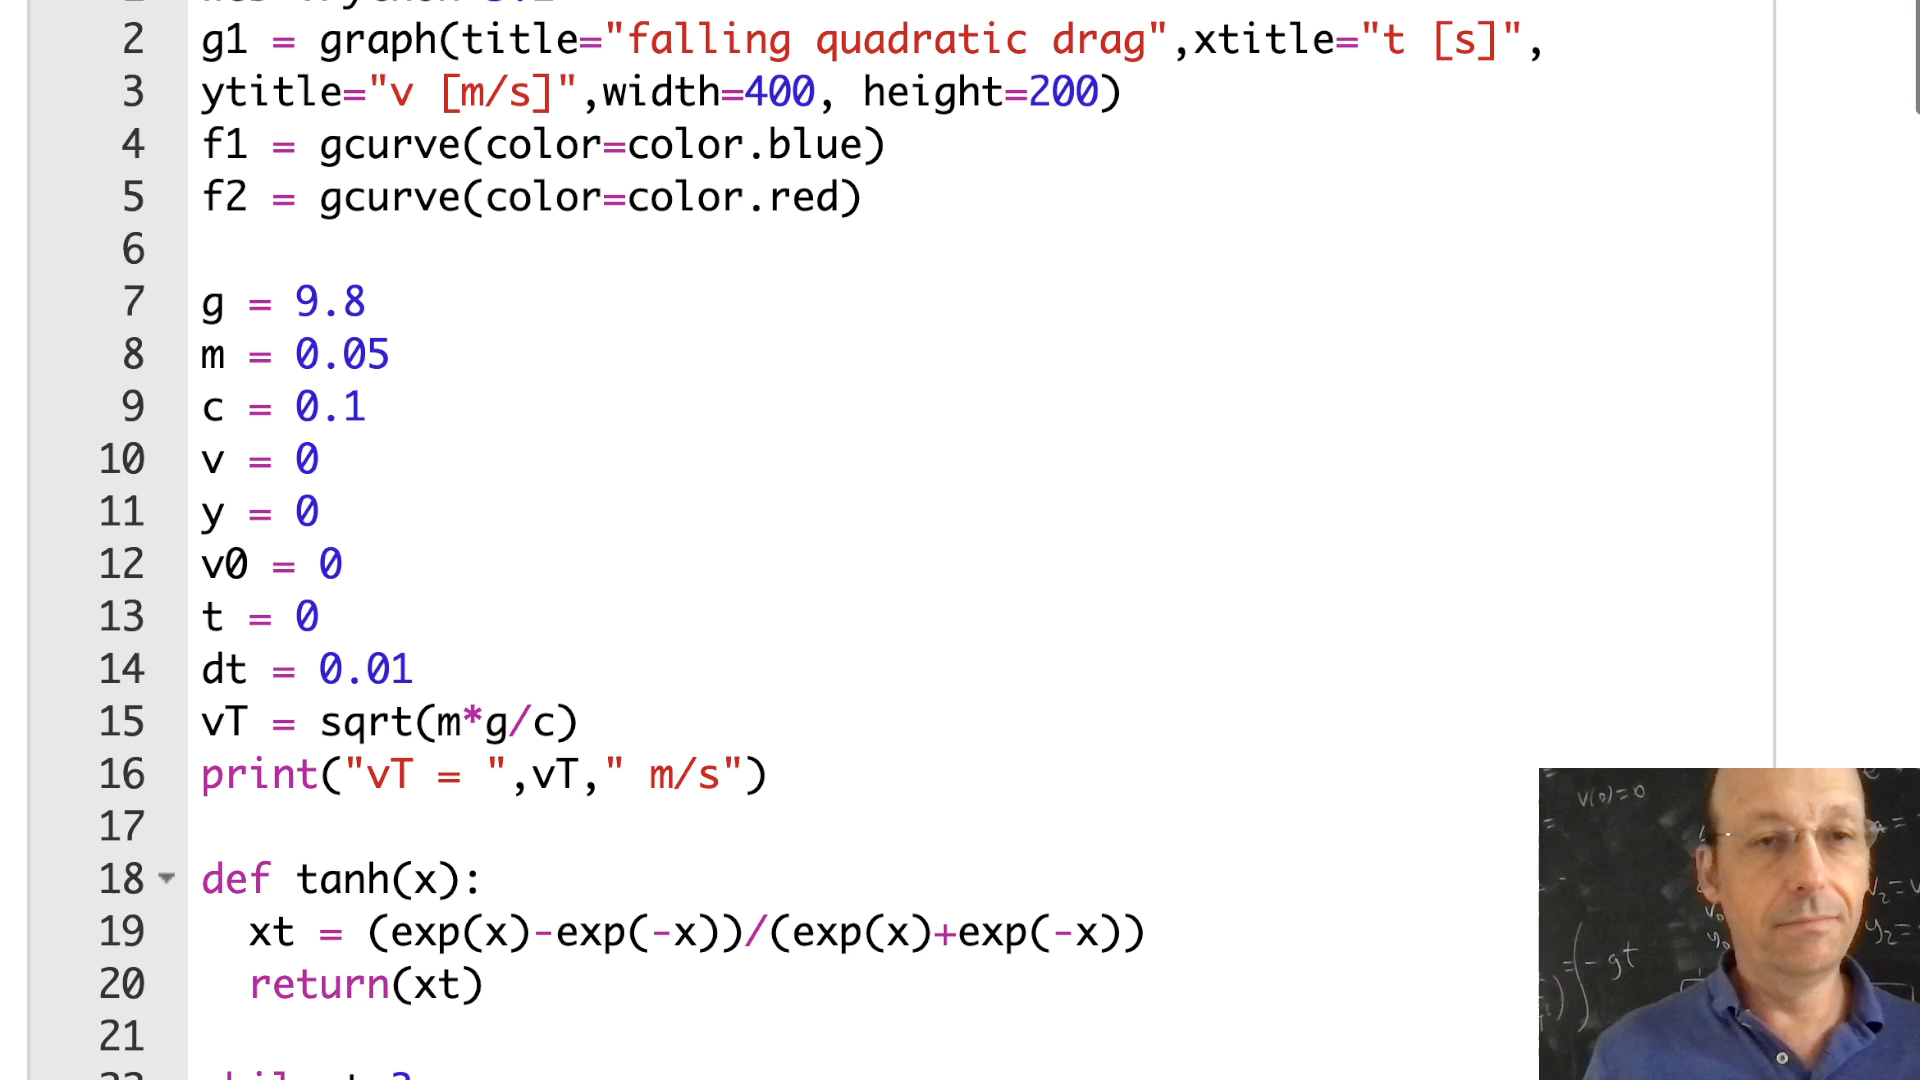 2 g1 = graph(title="falling quadratic drag",xtitle="t [s]",
3 ytitle="v [m/s]",width=400, height=200)
4 f1 = gcurve(color=color.blue)
5 f2 = gcurve(color=color.red)
6
7 g = 9.8
8 m = 0.05
9 c = 0.1
10 v = 0
11 y = 0
12 v0 = 0
13 t = 0
14 dt = 0.01
15 vT = sqrt(m*g/c)
16 print("vT = ",vT," m/s")
17
18 def tanh(x):
19   xt = (exp(x)-exp(-x))/(exp(x)+exp(-x))
20   return(xt)
21
v(0)=0
= -gt